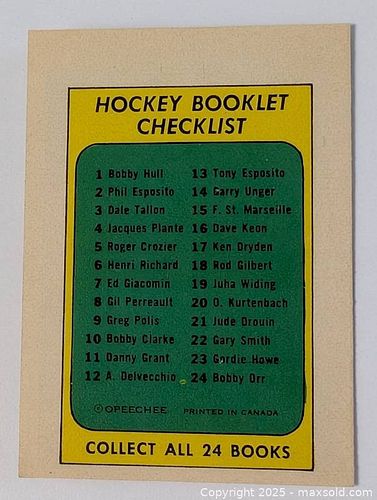 HOCKEY BOOKLET
CHECKLIST
1 Bobby Hull
2 Phil Esposito
3 Dale Tallon
4 Jacques Plante
5 Roger Crozier
6 Henri Richard
7 Ed Giacomin
8 Gil Perreault
9 Greg Polis
10 Bobby Clarke
11 Danny Grant
12 A. Delvecchio
13 Tony Esposito
14 Garry Unger
15 F. St. Marseille
16 Dave Keon
17 Ken Dryden
18 Rod Gilbert
19 Juha Widing
20 O. Kurtenbach
21 Jude Drouin
22 Gary Smith
23 Gordie Howe
24 Bobby Orr
© OPEECHEE PRINTED IN CANADA
COLLECT ALL 24 BOOKS
Copyright 2025 - maxsold.com